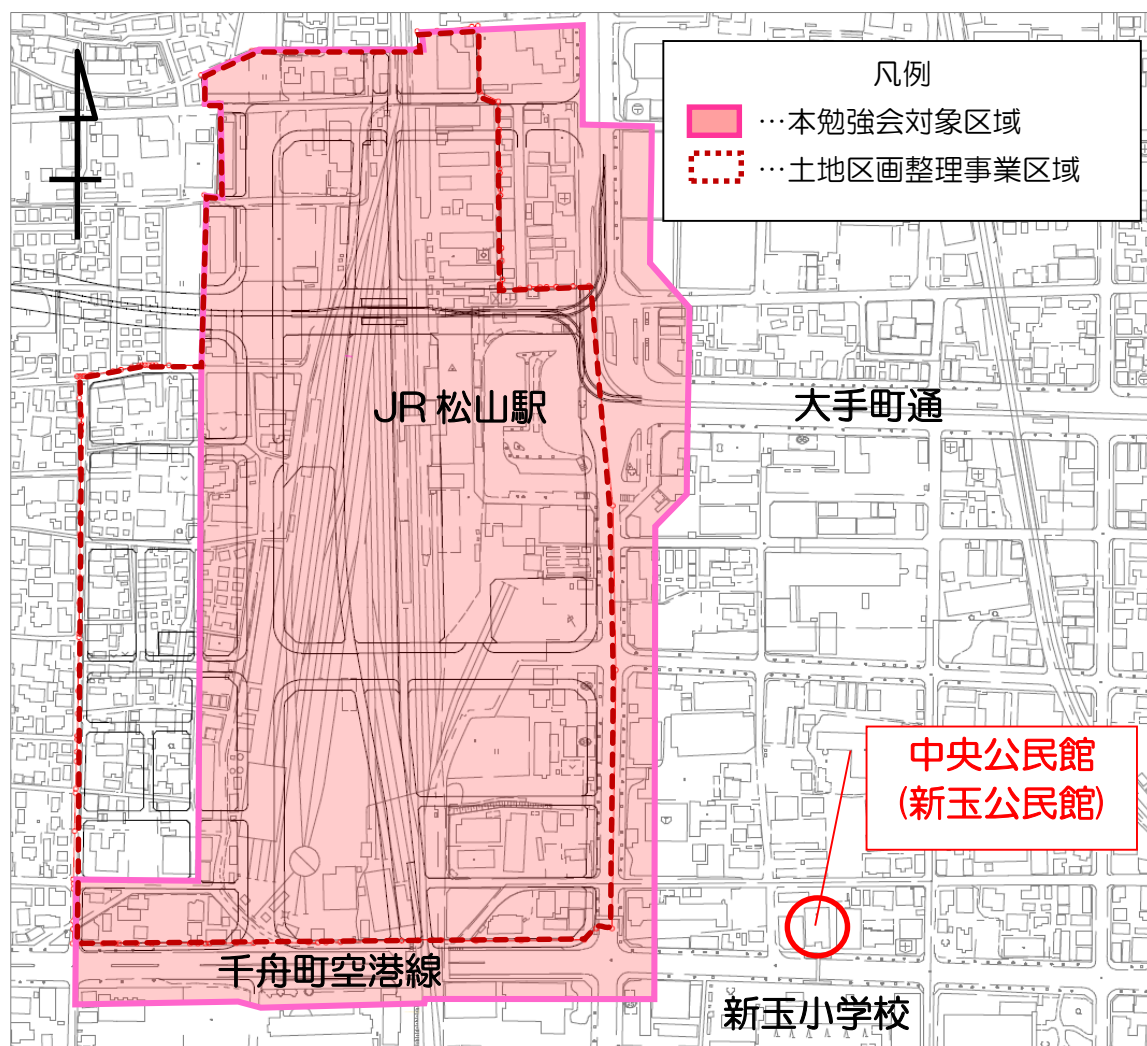 凡例
…本勉強会対象区域
…土地区画整理事業区域
JR 松山駅
大手町通
中央公民館
(新玉公民館)
千舟町空港線
新玉小学校